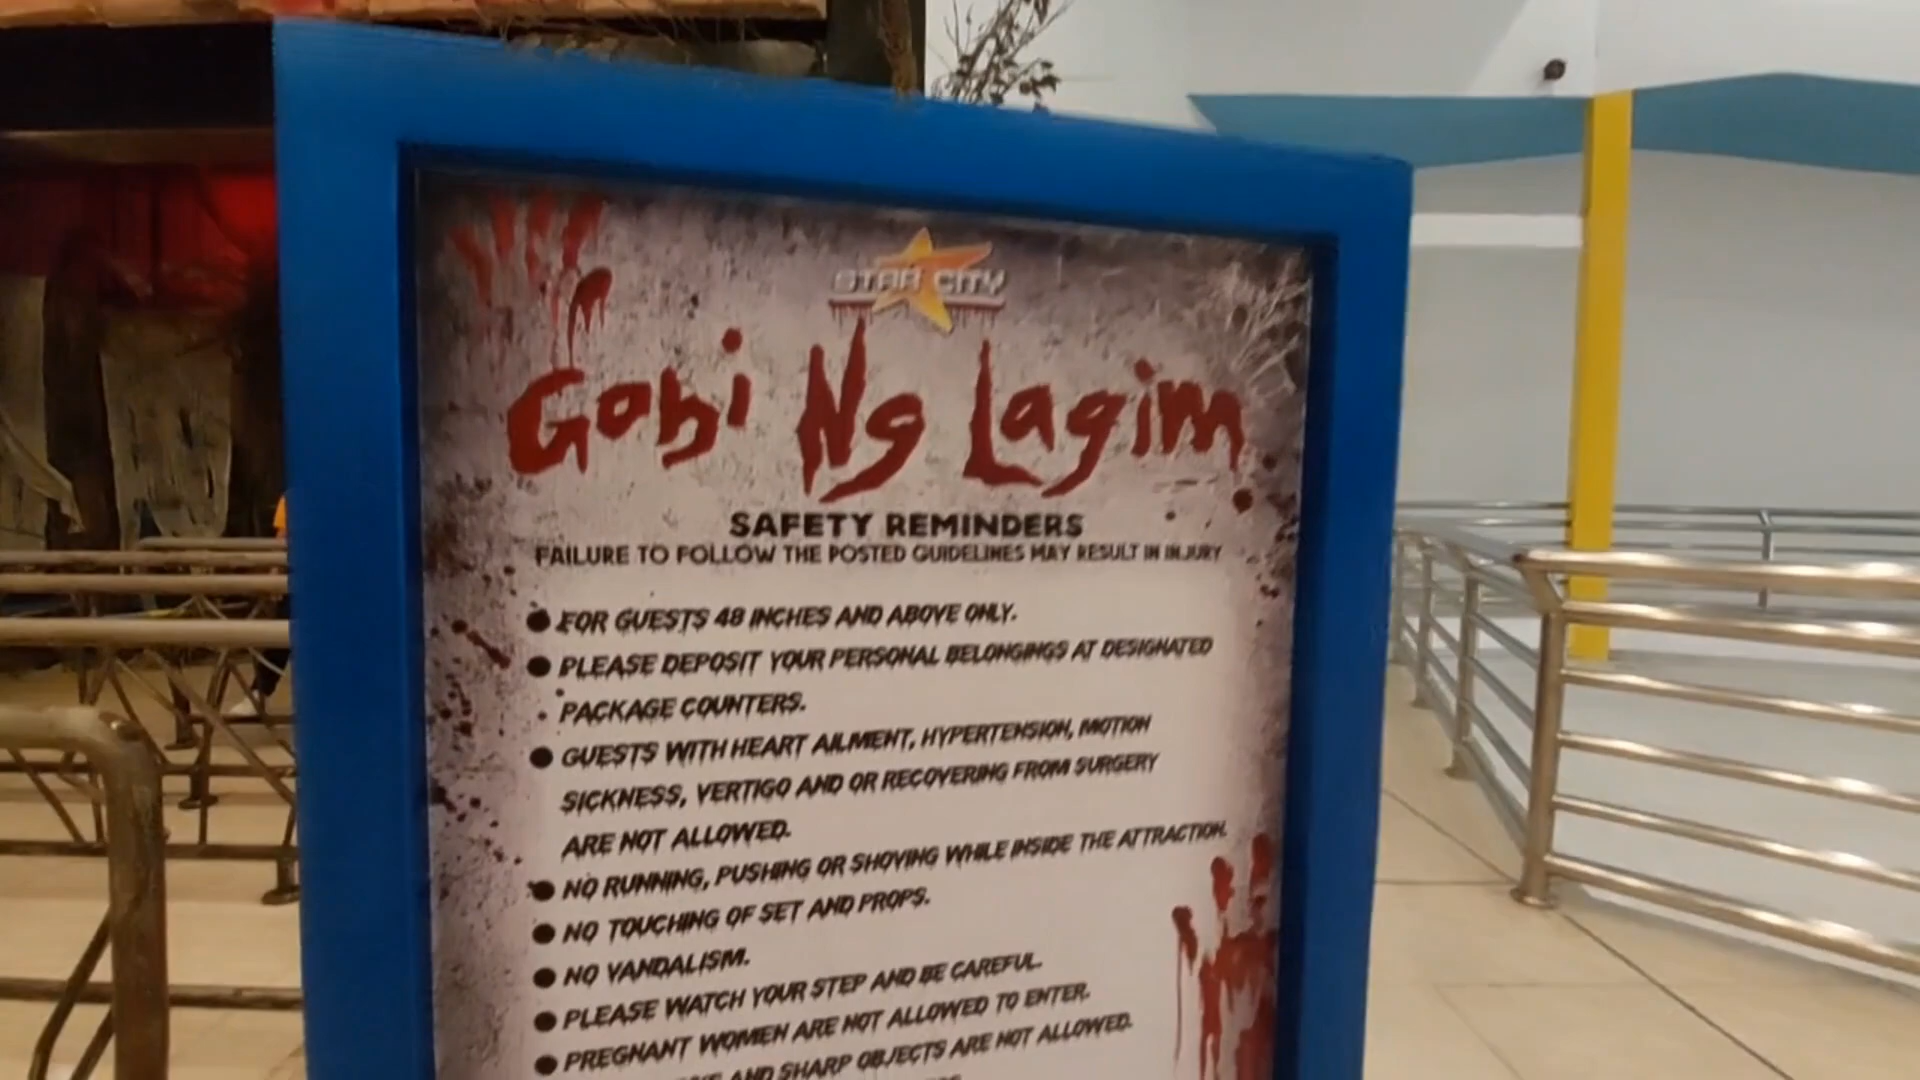 STAR CITY
Gabi Ng Lagim
SAFETY REMINDERS
FAILURE TO FOLLOW THE POSTED GUIDELINES MAY RESULT IN INJURY
● FOR GUESTS 48 INCHES AND ABOVE ONLY.
● PLEASE DEPOSIT YOUR PERSONAL BELONGINGS AT DESIGNATED
PACKAGE COUNTERS.
● GUESTS WITH HEART AILMENT, HYPERTENSION, MOTION
SICKNESS, VERTIGO AND OR RECOVERING FROM SURGERY
ARE NOT ALLOWED.
● NO RUNNING, PUSHING OR SHOVING WHILE INSIDE THE ATTRACTION.
● NO TOUCHING OF SET AND PROPS.
● NO VANDALISM.
● PLEASE WATCH YOUR STEP AND BE CAREFUL.
● PREGNANT WOMEN ARE NOT ALLOWED TO ENTER.
AND SHARP OBJECTS ARE NOT ALLOWED.